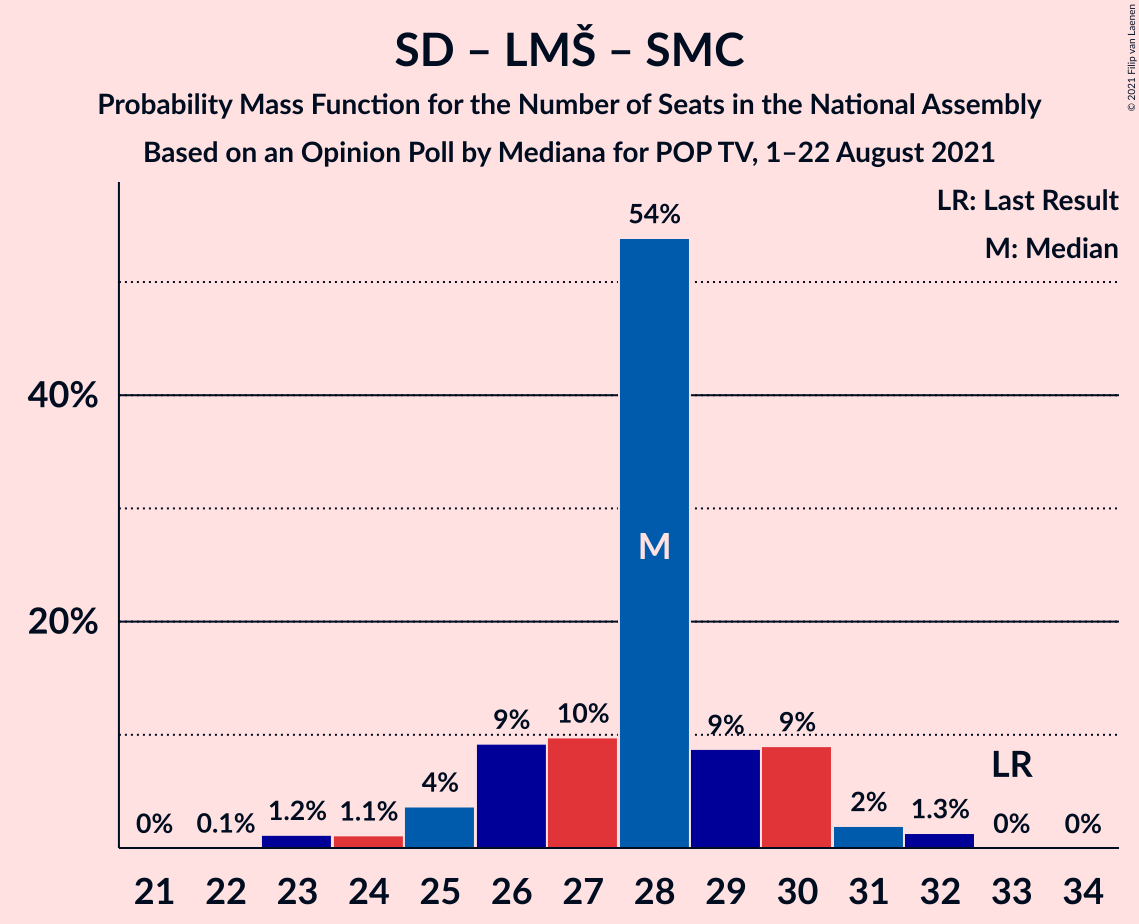 SD – LMŠ – SMC
Probability Mass Function for the Number of Seats in the National Assembly
Based on an Opinion Poll by Mediana for POP TV, 1–22 August 2021
© 2021 Filip van Laenen
LR: Last Result
M: Median
54%
40%
M
20%
9%
10%
9%
9%
4%
LR
0%
0.1%
1.2%
1.1%
2%
1.3%
0%
0%
21 22 23 24 25 26 27 28 29 30 31 32 33 34